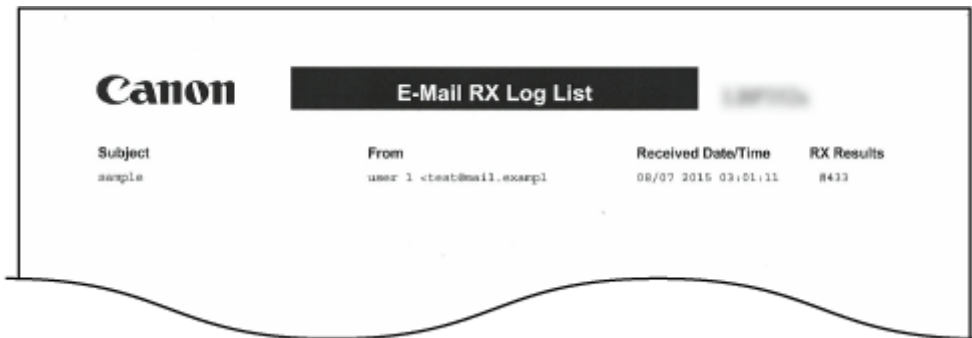 Canon
E-Mail RX Log List
Subject From Received Date/Time RX Results
sample user 1 <test@mail.exampl 08/07 2015 03:01:11 #433